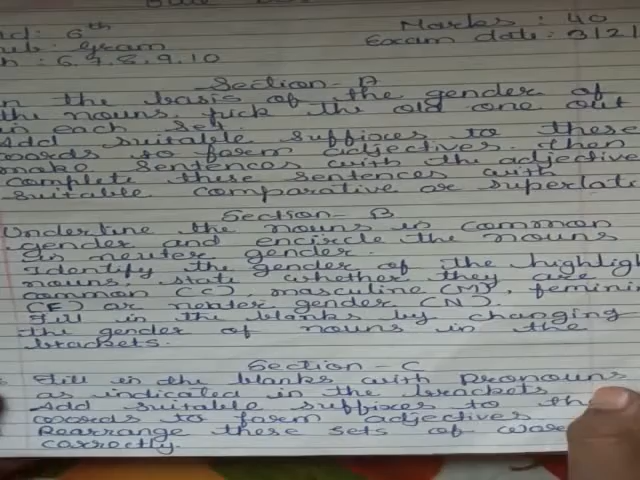 d: 6th Marks: 40
Gram Exam date: 3/2
: 6.7.8.9.10
Section - A
n the basis of the gender of
the nouns, pick the old one out
in each set.
Add suitable suffixes to these
words to form adjectives. Then
make sentences with the adjective
complete these sentences with
suitable comparative or superlati
Section - B
Underline the nouns in common
gender and encircle the nouns
in neuter gender.
Identify the gender of the highligh
nouns. state whether they are
common (C), masculine (M), feminin
(F) or neuter gender (N).
Fill in the blanks by changing
the gender of nouns in the
brackets.
Section - C
Fill in the blanks with Pronouns
as indicated in the brackets
Add suitable suffixes to the
words to form adjectives
Rearrange these sets of
correctly.